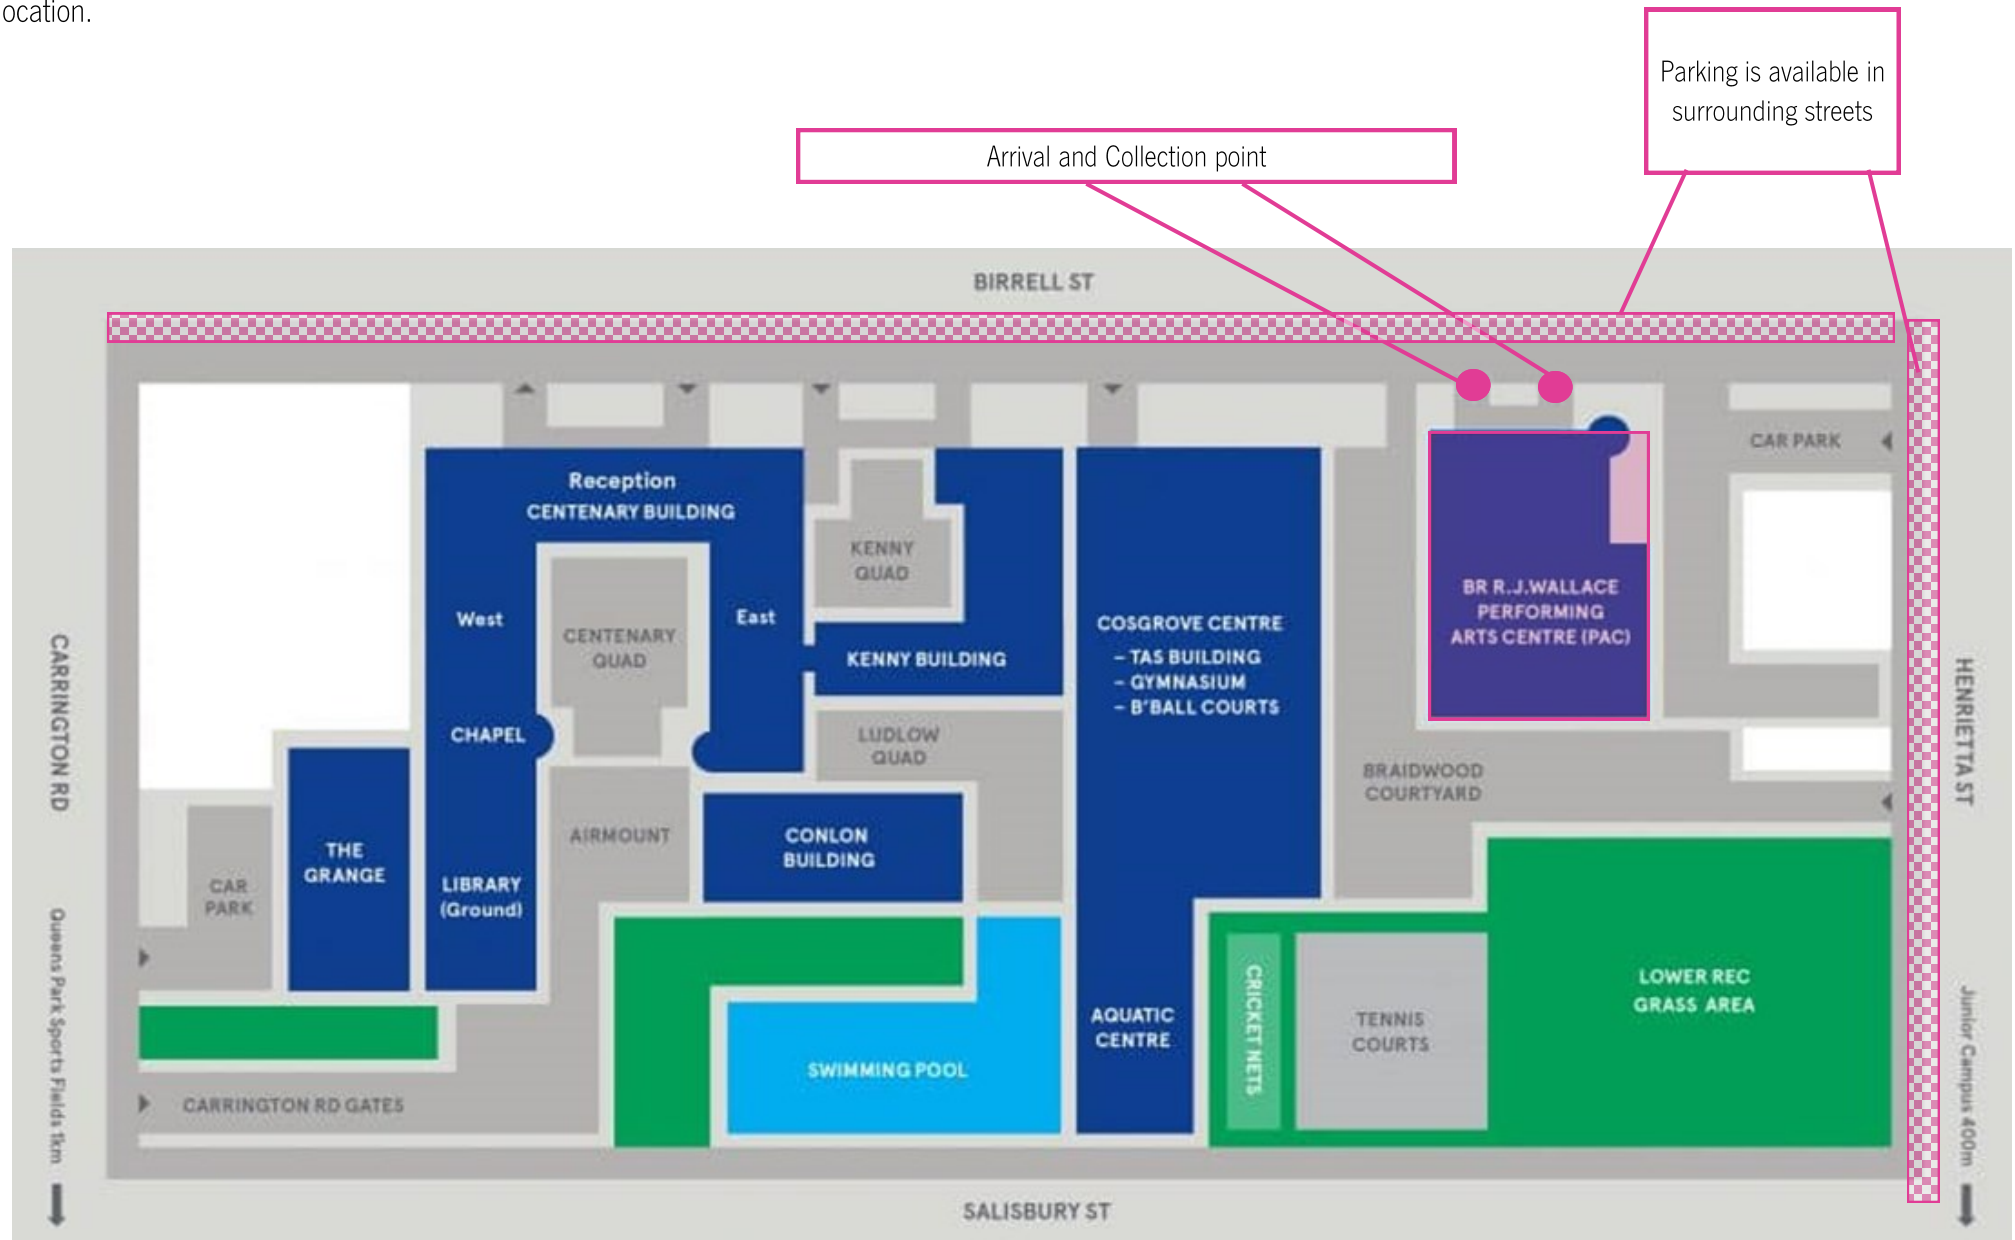 ocation.
Parking is available in
surrounding streets
Arrival and Collection point
BIRRELL ST
CAR PARK
Reception
CENTENARY BUILDING
KENNY
QUAD
West
CENTENARY
QUAD
East
KENNY BUILDING
COSGROVE CENTRE
– TAS BUILDING
– GYMNASIUM
– B'BALL COURTS
BR R.J.WALLACE
PERFORMING
ARTS CENTRE (PAC)
CARRINGTON RD
HENRIETTA ST
CHAPEL
LUDLOW
QUAD
BRAIDWOOD
COURTYARD
AIRMOUNT
CONLON
BUILDING
THE
GRANGE
CAR
PARK
LIBRARY
(Ground)
Queens Park Sports Fields 1km
CRICKET NETS
TENNIS
COURTS
LOWER REC
GRASS AREA
Junior Campus 400m
AQUATIC
CENTRE
SWIMMING POOL
CARRINGTON RD GATES
SALISBURY ST